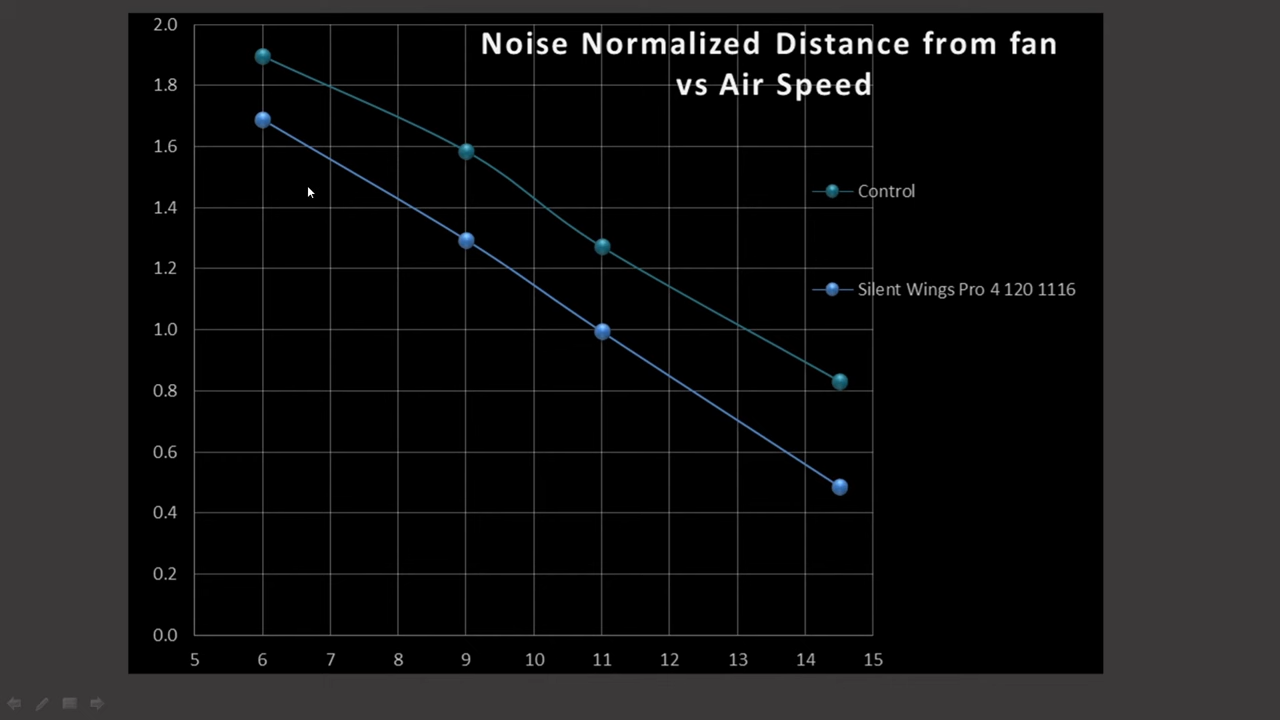 Noise Normalized Distance from fan
vs Air Speed
2.0
1.8
1.6
1.4
1.2
1.0
0.8
0.6
0.4
0.2
0.0
5 6 7 8 9 10 11 12 13 14 15
Control
Silent Wings Pro 4 120 1116